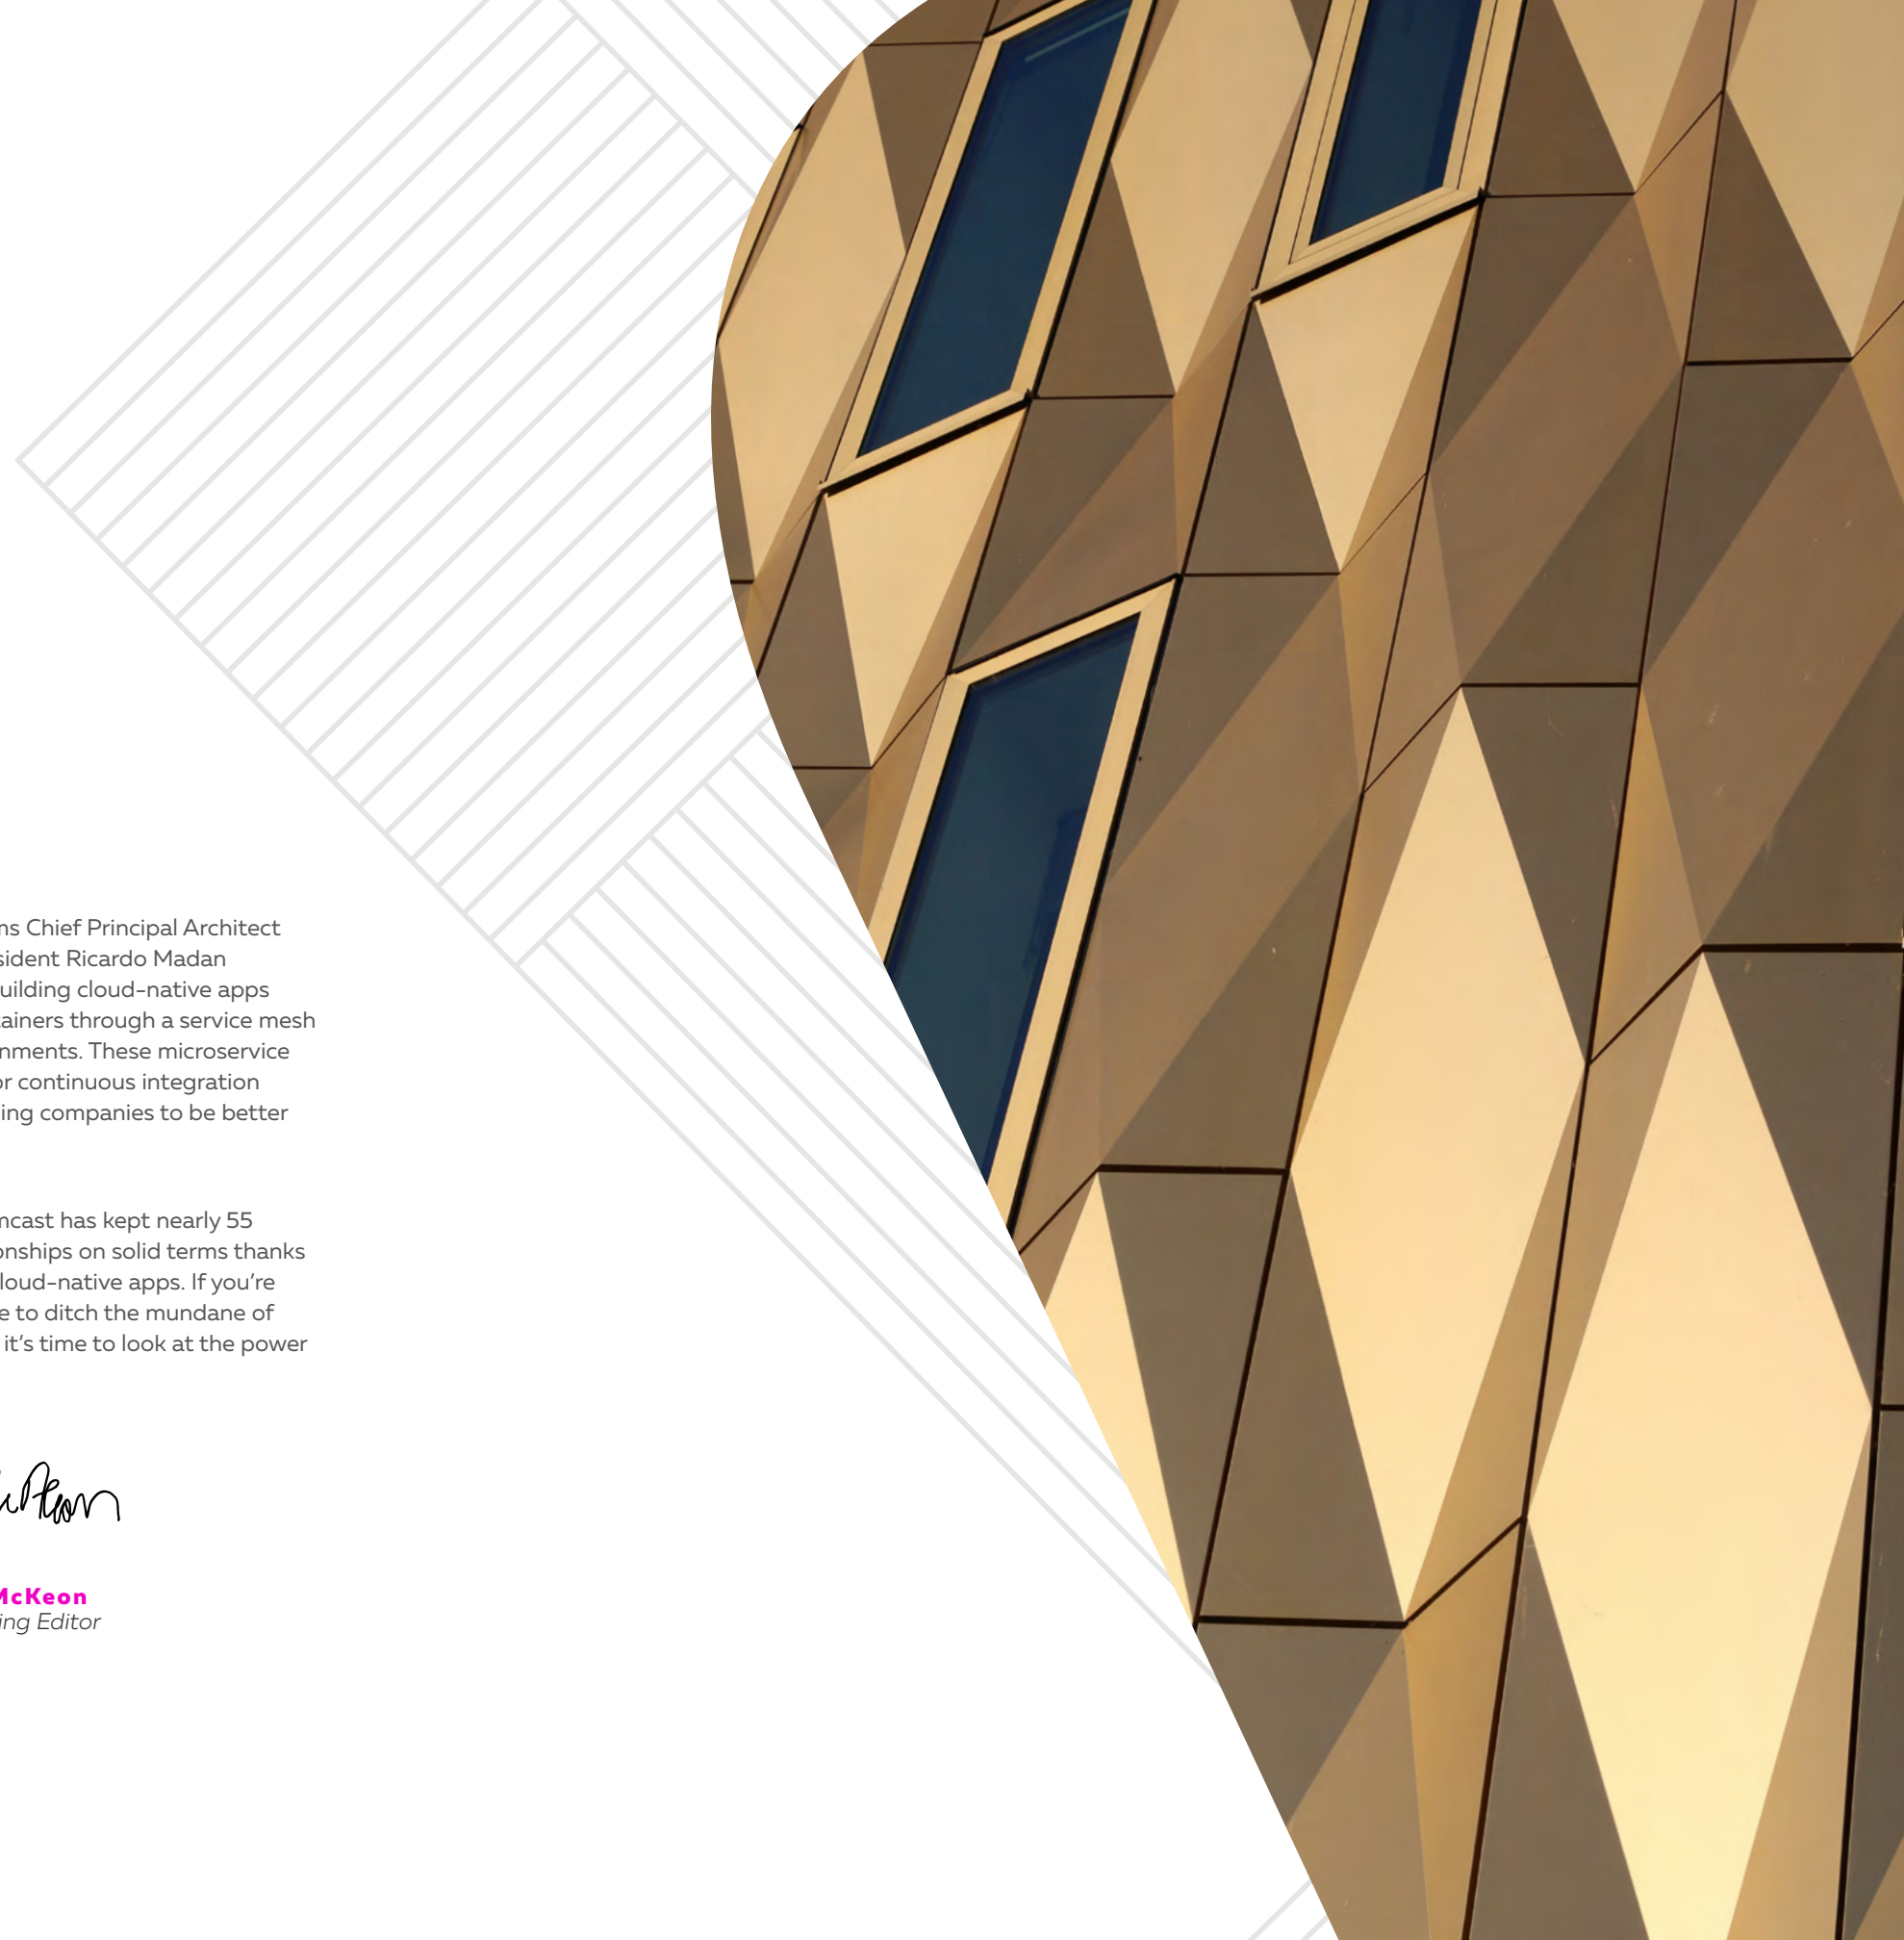 ns Chief Principal Architect
sident Ricardo Madan
uilding cloud-native apps
tainers through a service mesh
nments. These microservice
or continuous integration
ing companies to be better
mcast has kept nearly 55
onships on solid terms thanks
loud-native apps. If you're
e to ditch the mundane of
it's time to look at the power
McKeon
ing Editor